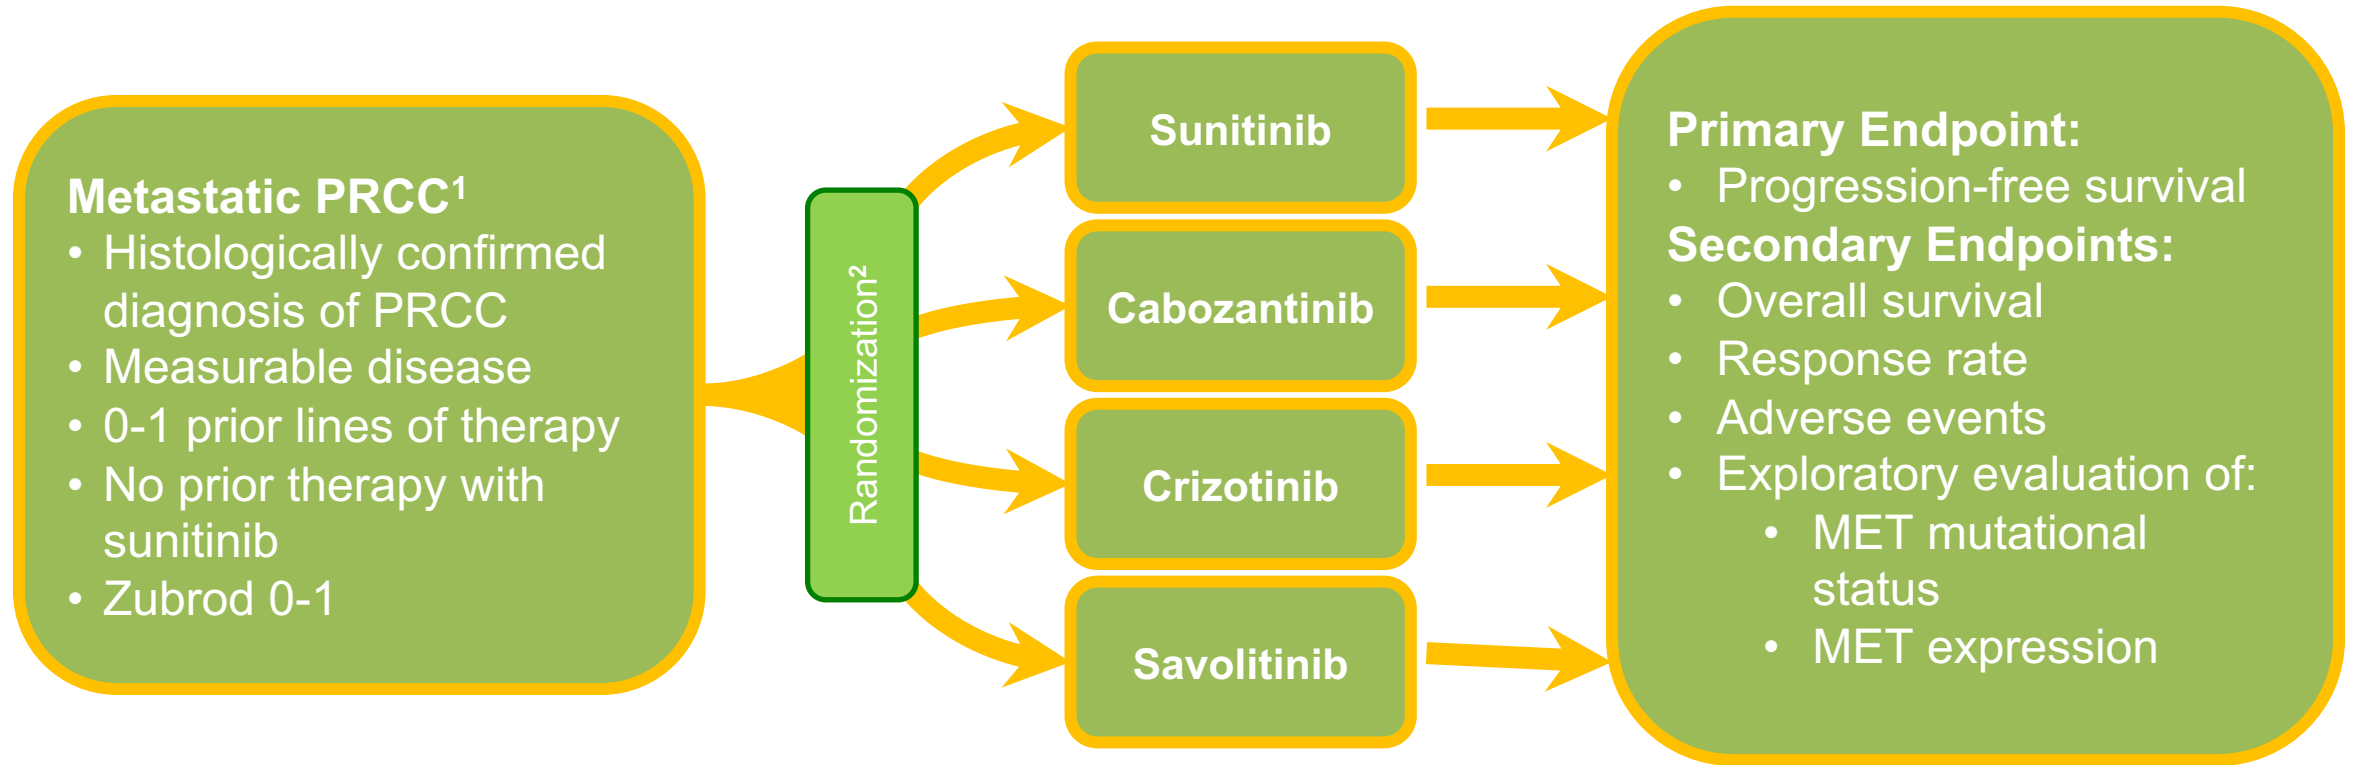 Metastatic PRCC¹
• Histologically confirmed
diagnosis of PRCC
• Measurable disease
• 0-1 prior lines of therapy
• No prior therapy with
sunitinib
• Zubrod 0-1
Randomization²
Sunitinib
Cabozantinib
Crizotinib
Savolitinib
Primary Endpoint:
• Progression-free survival
Secondary Endpoints:
• Overall survival
• Response rate
• Adverse events
• Exploratory evaluation of:
• MET mutational
status
• MET expression